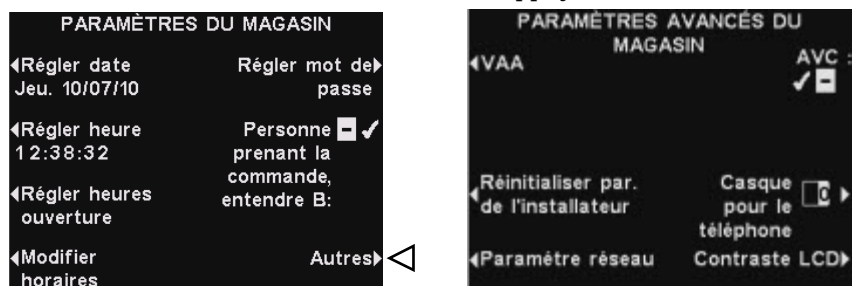 PARAMÈTRES DU MAGASIN
Régler date
Jeu. 10/07/10
Régler mot de
passe
Régler heure
12:38:32
Personne - ✓
prenant la
commande,
entendre B:
Régler heures
ouverture
Modifier
horaires
Autres
PARAMÈTRES AVANCÉS DU
MAGASIN
VAA
AVC :
✓ -
Réinitialiser par.
de l'installateur
Casque
pour le
téléphone
0
Paramètre réseau
Contraste LCD